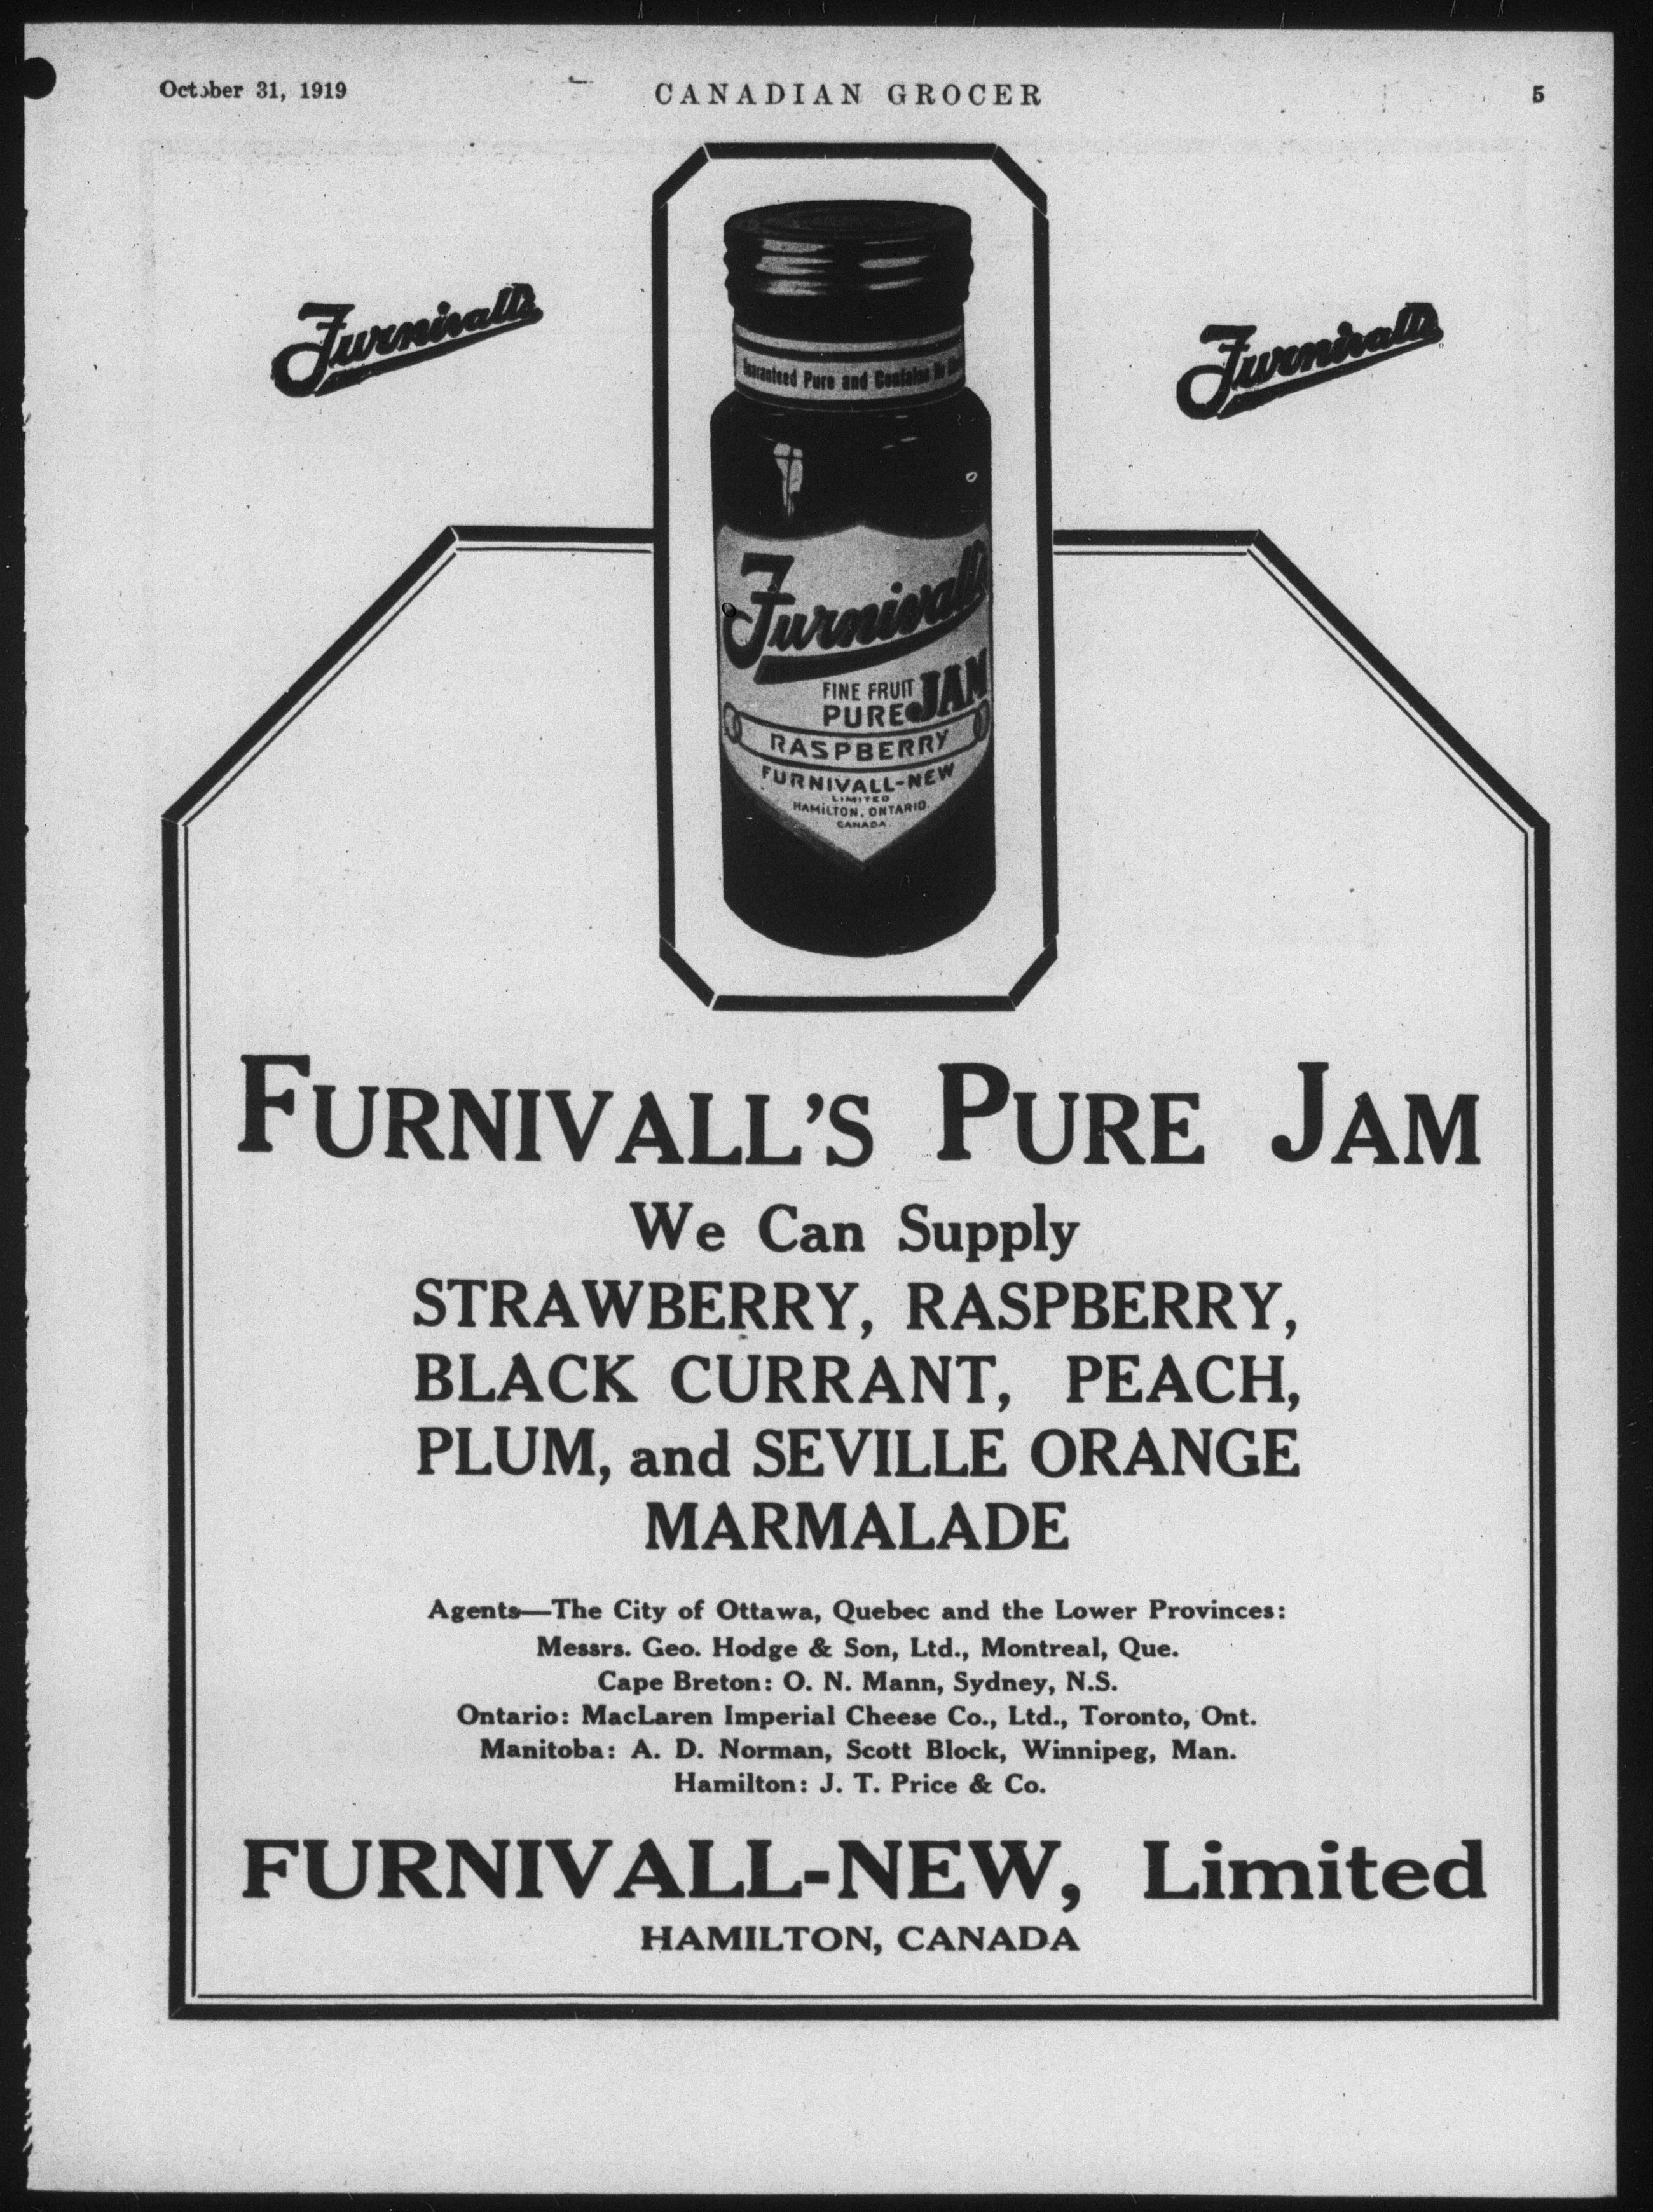 October 31, 1919
CANADIAN GROCER
5
Furnivall's
Furnivall's
Guaranteed Pure and Contains No
Furnivall's
FINE FRUIT
PURE JAM
RASPBERRY
FURNIVALL-NEW
LIMITED
HAMILTON, ONTARIO.
CANADA.
FURNIVALL'S PURE JAM
We Can Supply
STRAWBERRY, RASPBERRY,
BLACK CURRANT, PEACH,
PLUM, and SEVILLE ORANGE
MARMALADE
Agents—The City of Ottawa, Quebec and the Lower Provinces:
Messrs. Geo. Hodge & Son, Ltd., Montreal, Que.
Cape Breton: O. N. Mann, Sydney, N.S.
Ontario: MacLaren Imperial Cheese Co., Ltd., Toronto, Ont.
Manitoba: A. D. Norman, Scott Block, Winnipeg, Man.
Hamilton: J. T. Price & Co.
FURNIVALL-NEW, Limited
HAMILTON, CANADA